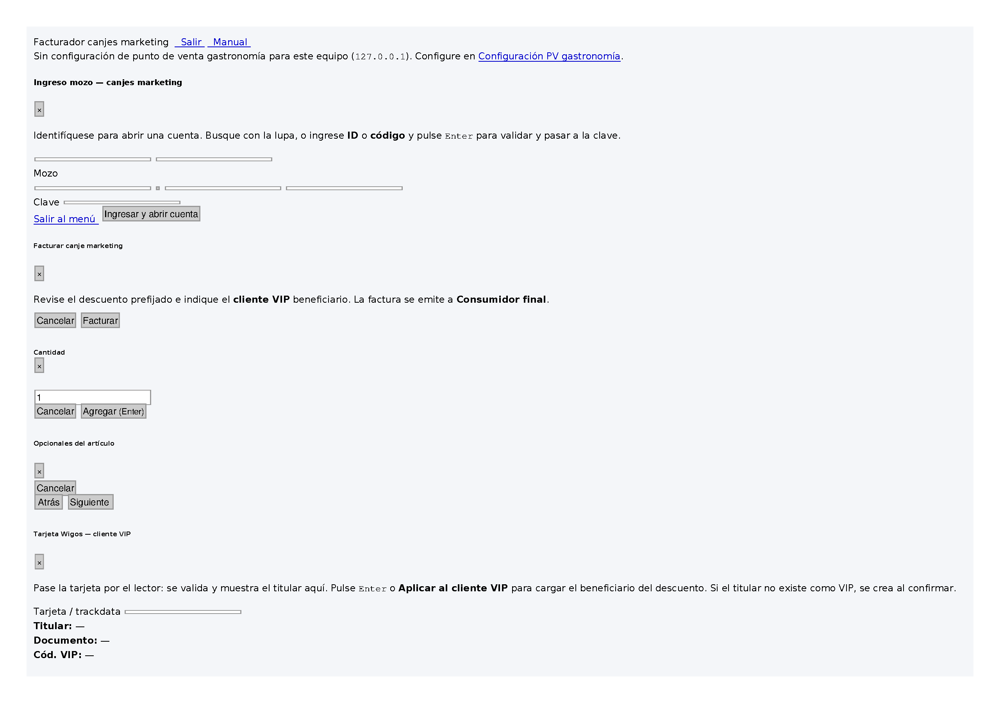 Facturador canjes marketing Salir Manual
Sin configuración de punto de venta gastronomía para este equipo (127.0.0.1). Configure en Configuración PV gastronomía.
Ingreso mozo — canjes marketing
×
Identifíquese para abrir una cuenta. Busque con la lupa, o ingrese ID o código y pulse Enter para validar y pasar a la clave.
Mozo
Clave
Salir al menú Ingresar y abrir cuenta
Facturar canje marketing
×
Revise el descuento prefijado e indique el cliente VIP beneficiario. La factura se emite a Consumidor final.
Cancelar Facturar
Cantidad
×
1
Cancelar Agregar (Enter)
Opcionales del artículo
×
Cancelar
Atrás Siguiente
Tarjeta Wigos — cliente VIP
×
Pase la tarjeta por el lector: se valida y muestra el titular aquí. Pulse Enter o Aplicar al cliente VIP para cargar el beneficiario del descuento. Si el titular no existe como VIP, se crea al confirmar.
Tarjeta / trackdata
Titular: —
Documento: —
Cód. VIP: —